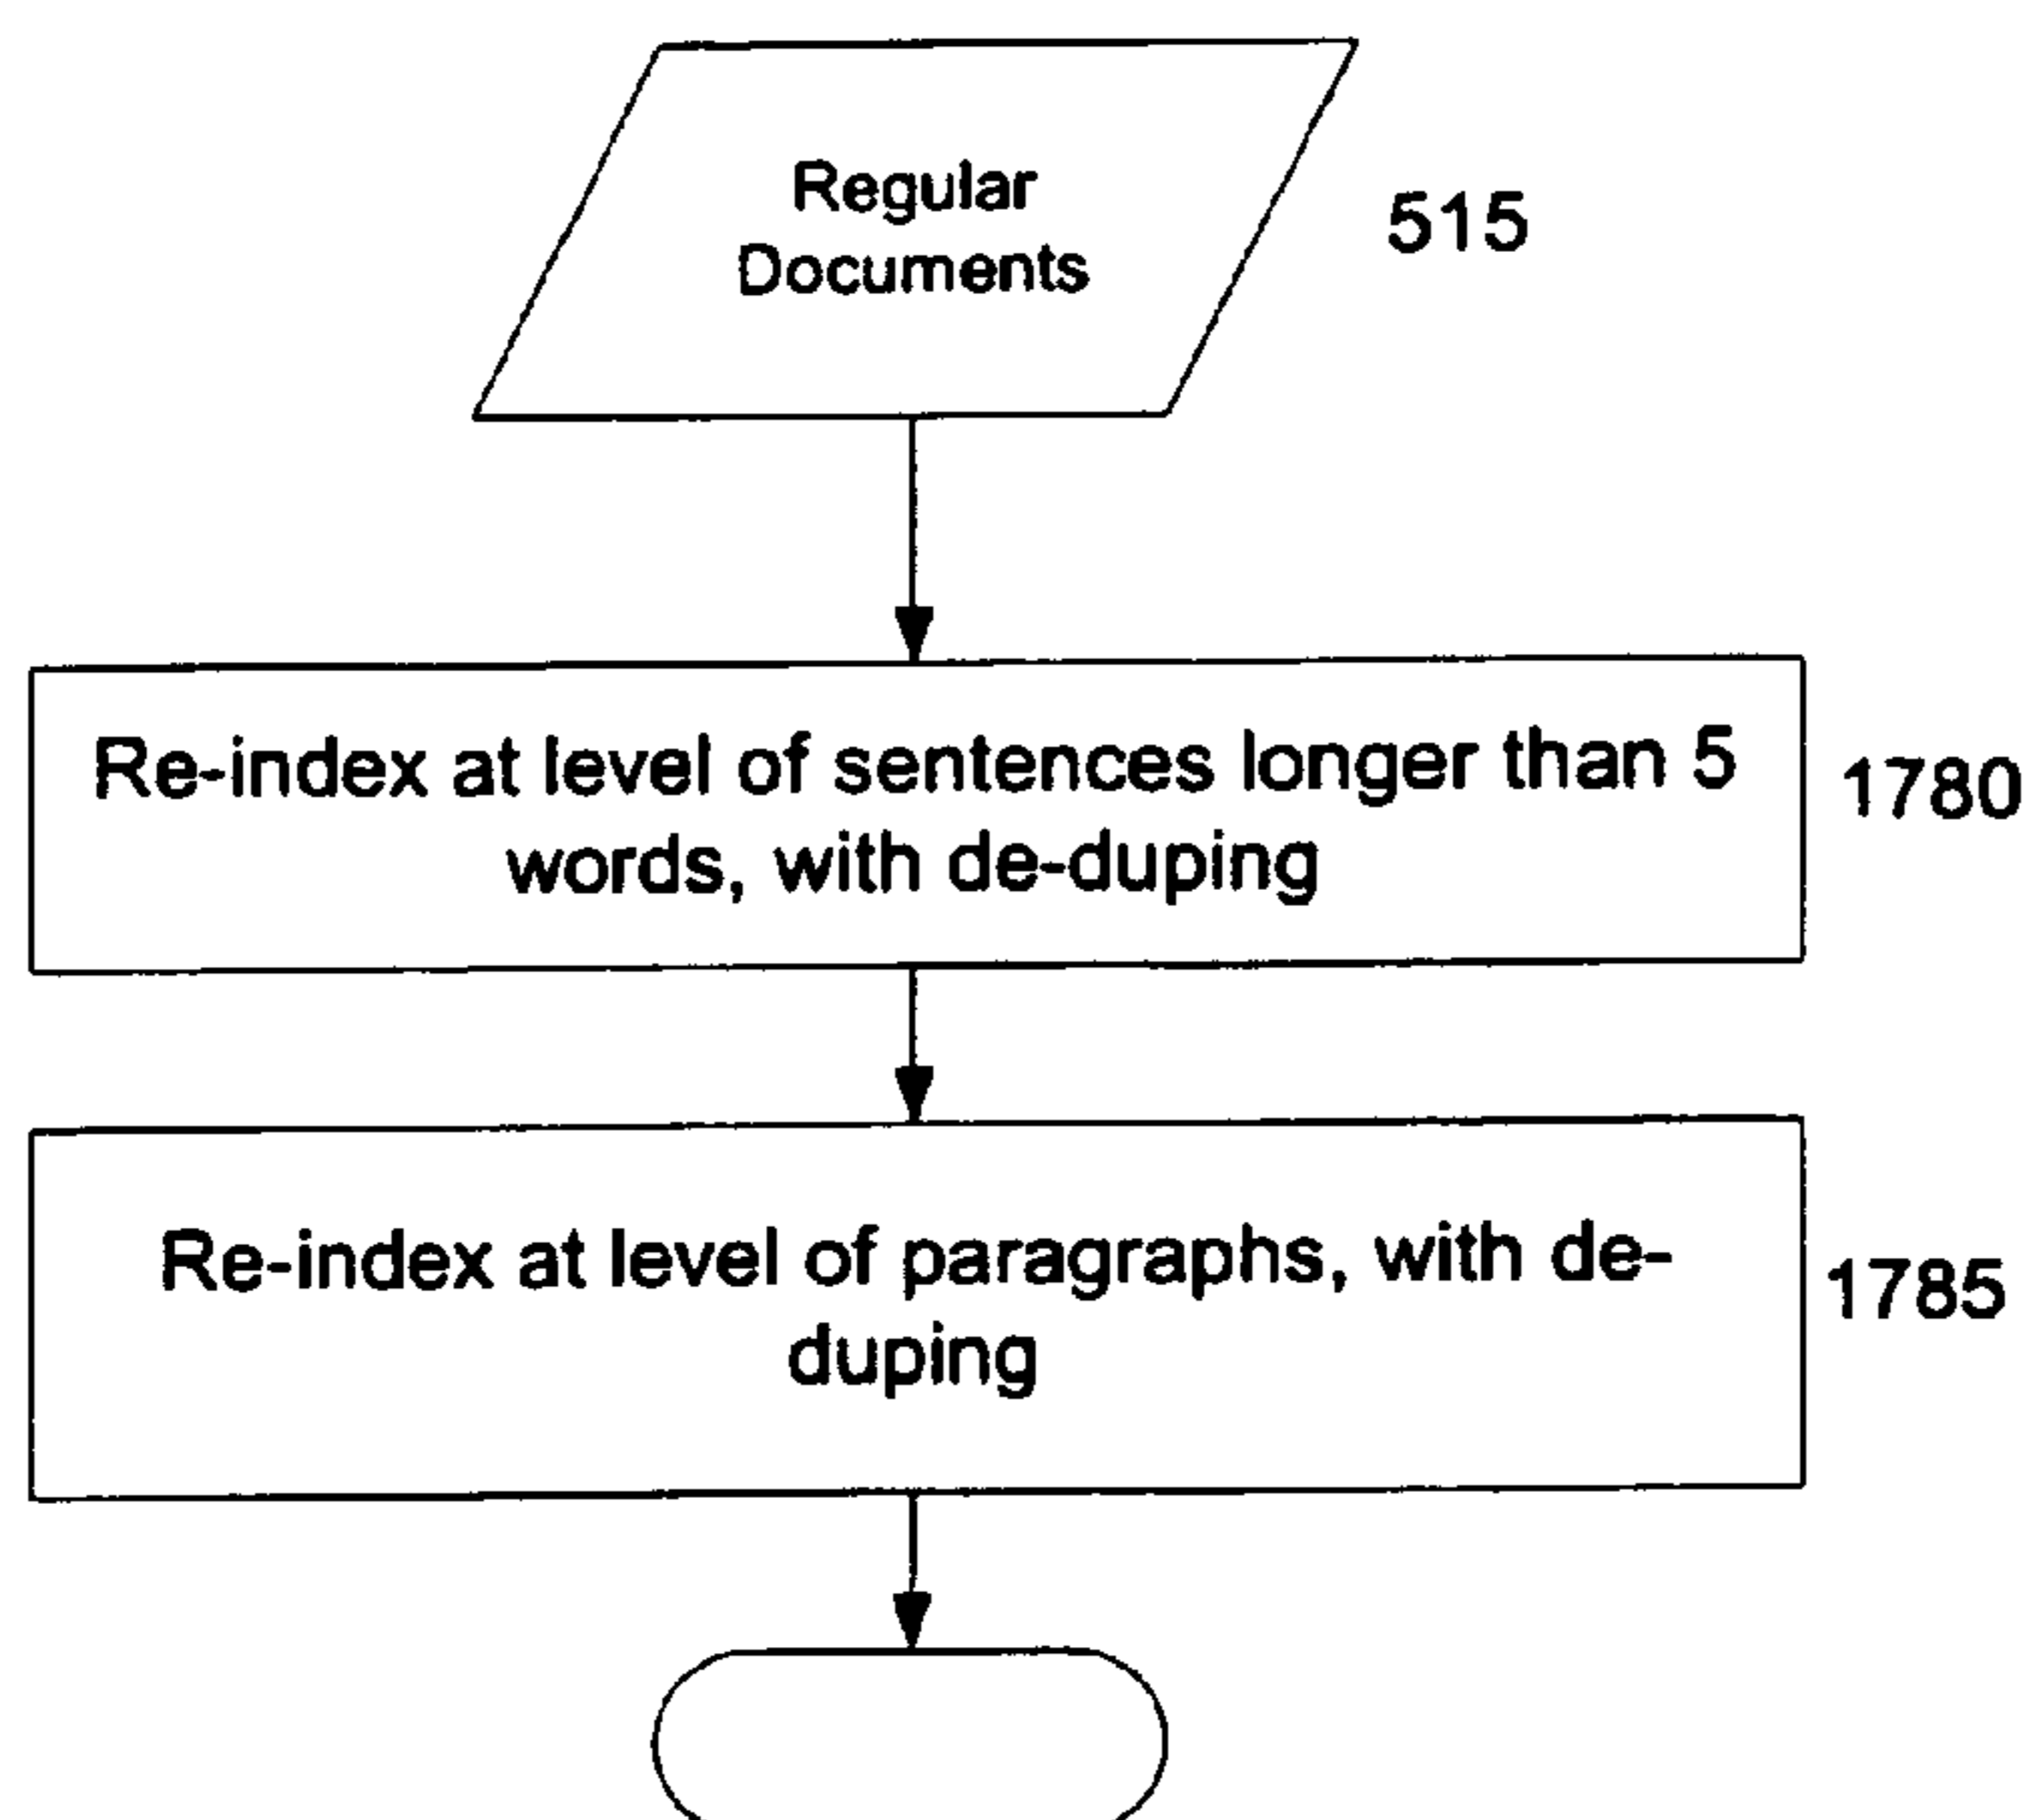 Regular
Documents
515
Re-index at level of sentences longer than 5
words, with de-duping
1780
Re-index at level of paragraphs, with de-
duping
1785